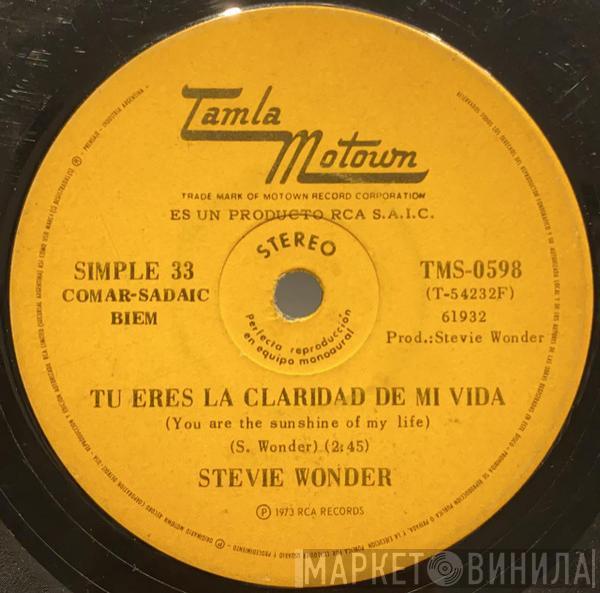 Tamla
Motown
TRADE MARK OF MOTOWN RECORD CORPORATION
ES UN PRODUCTO RCA S.A.I.C.
STEREO
SIMPLE 33
COMAR-SADAIC
BIEM
TMS-0598
(T-54232F)
61932
Prod.:Stevie Wonder
Perfecta reproducción
en equipo monoaural
TU ERES LA CLARIDAD DE MI VIDA
(You are the sunshine of my life)
(S. Wonder) (2:45)
STEVIE WONDER
Ⓟ 1973 RCA RECORDS
INDUSTRIA ARGENTINA
МАРКЕТ ВИНИЛА